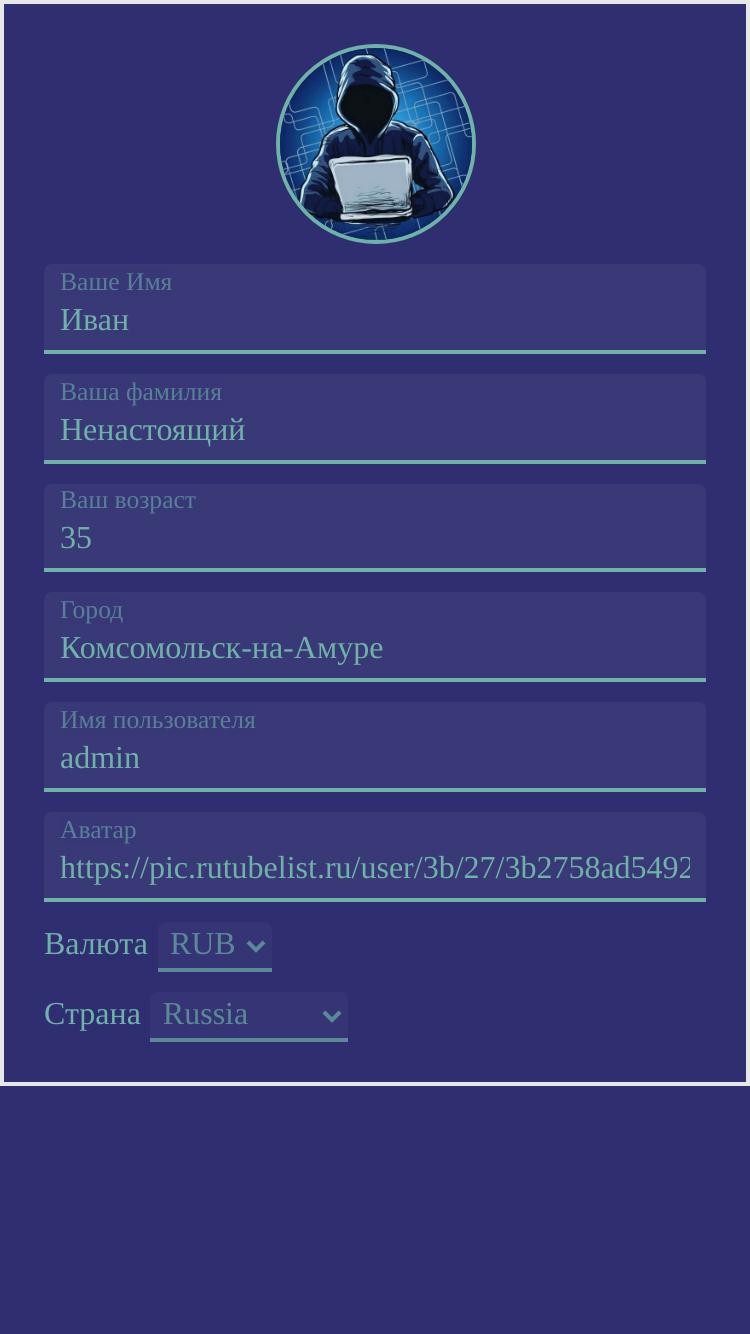 Ваше Имя
Иван
Ваша фамилия
Ненастоящий
Ваш возраст
35
Город
Комсомольск-на-Амуре
Имя пользователя
admin
Аватар
https://pic.rutubelist.ru/user/3b/27/3b2758ad5492
Валюта RUB
Страна Russia